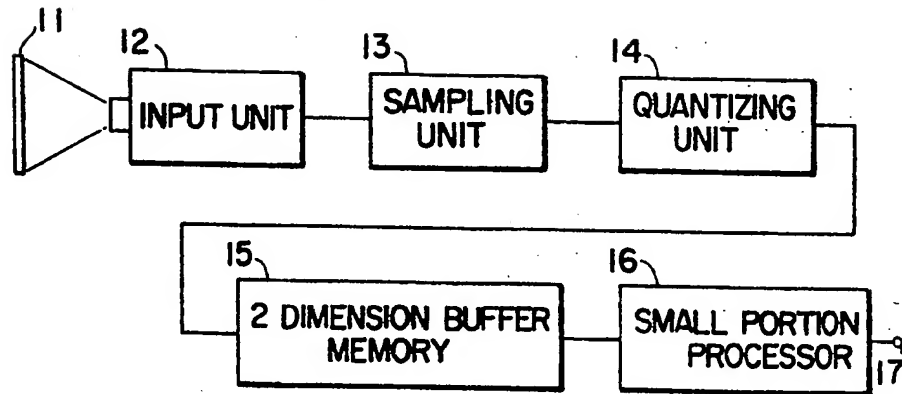 11
12
INPUT UNIT
13
SAMPLING
UNIT
14
QUANTIZING
UNIT
15
2 DIMENSION BUFFER
MEMORY
16
SMALL PORTION
PROCESSOR
17